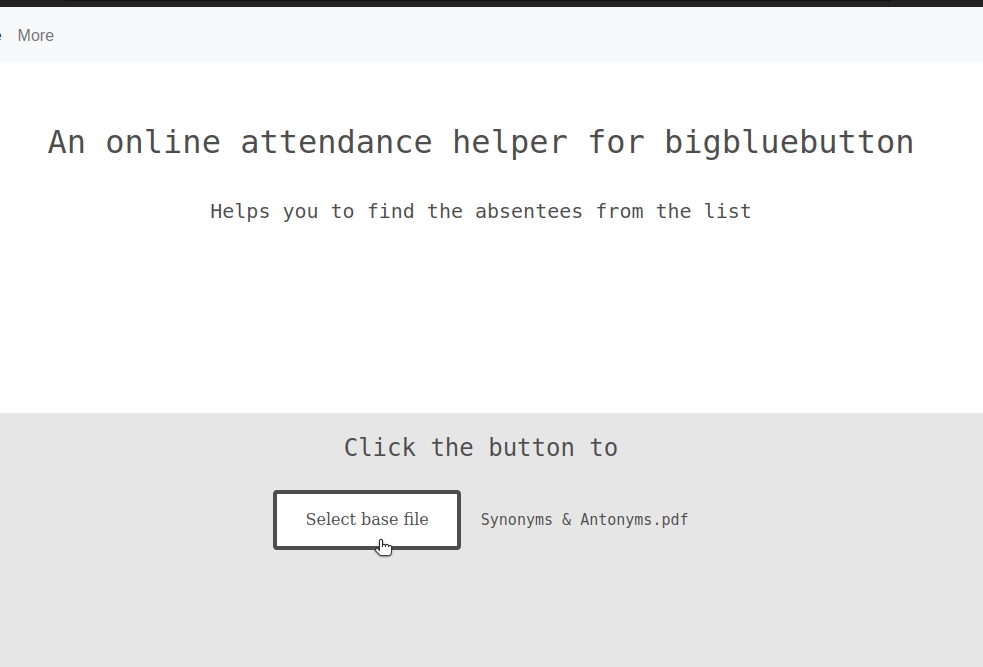 More
An online attendance helper for bigbluebutton
Helps you to find the absentees from the list
Click the button to
Select base file
Synonyms & Antonyms.pdf